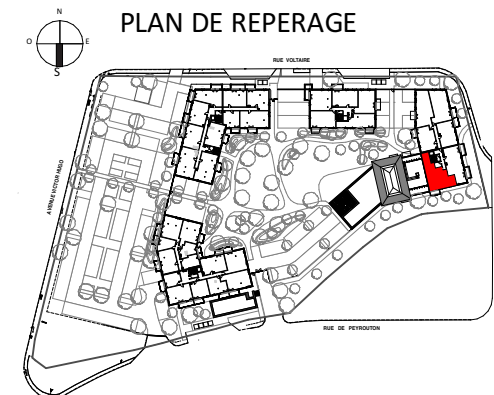 PLAN DE REPERAGE
N
O
E
S
RUE VOLTAIRE
AVENUE VICTOR HUGO
RUE DE PEYROUTON